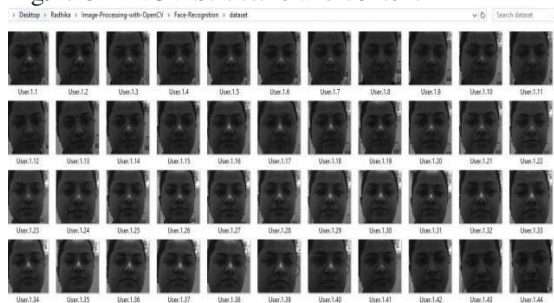 › Desktop › Radhika › Image-Processing-with-OpenCV › Face-Recognition › dataset
Search dataset
User.1.1 User.1.2 User.1.3 User.1.4 User.1.5 User.1.6 User.1.7 User.1.8 User.1.9 User.1.10 User.1.11
User.1.12 User.1.13 User.1.14 User.1.15 User.1.16 User.1.17 User.1.18 User.1.19 User.1.20 User.1.21 User.1.22
User.1.23 User.1.24 User.1.25 User.1.26 User.1.27 User.1.28 User.1.29 User.1.30 User.1.31 User.1.32 User.1.33
User.1.34 User.1.35 User.1.36 User.1.37 User.1.38 User.1.39 User.1.40 User.1.41 User.1.42 User.1.43 User.1.44